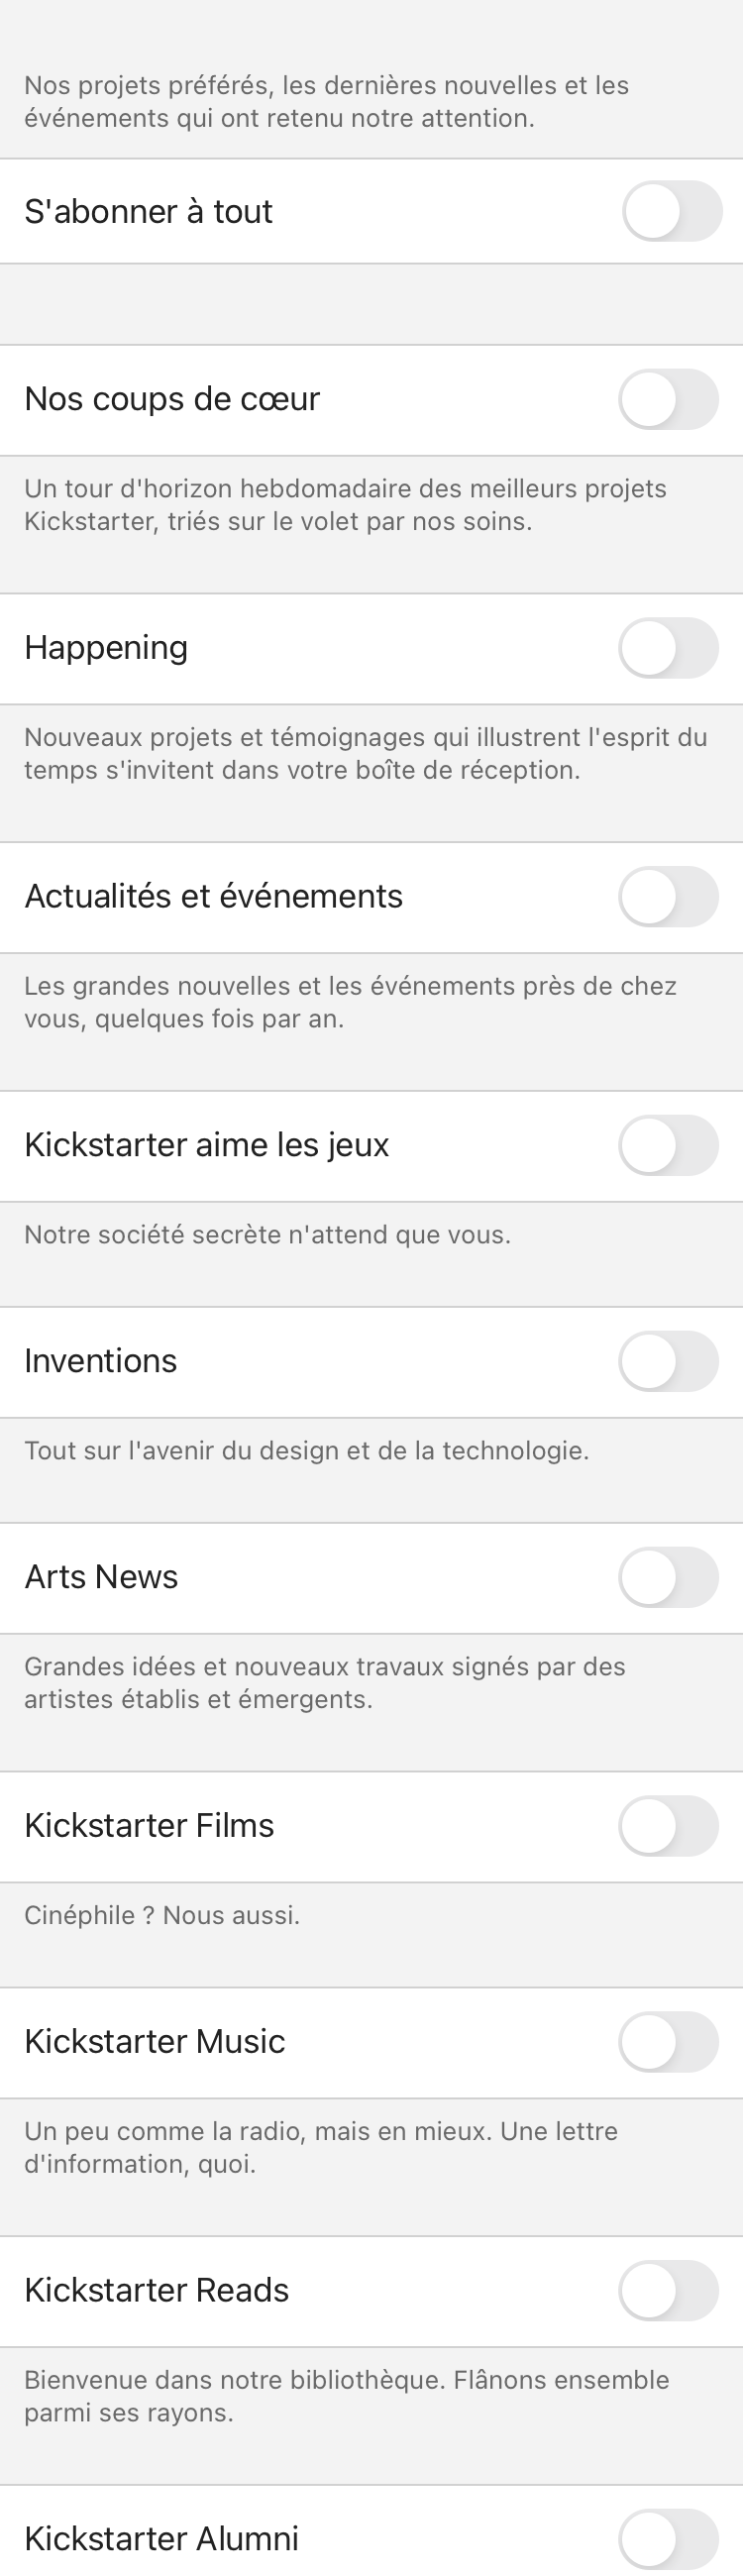 Nos projets préférés, les dernières nouvelles et les
événements qui ont retenu notre attention.
S'abonner à tout
Nos coups de cœur
Un tour d'horizon hebdomadaire des meilleurs projets
Kickstarter, triés sur le volet par nos soins.
Happening
Nouveaux projets et témoignages qui illustrent l'esprit du
temps s'invitent dans votre boîte de réception.
Actualités et événements
Les grandes nouvelles et les événements près de chez
vous, quelques fois par an.
Kickstarter aime les jeux
Notre société secrète n'attend que vous.
Inventions
Tout sur l'avenir du design et de la technologie.
Arts News
Grandes idées et nouveaux travaux signés par des
artistes établis et émergents.
Kickstarter Films
Cinéphile ? Nous aussi.
Kickstarter Music
Un peu comme la radio, mais en mieux. Une lettre
d'information, quoi.
Kickstarter Reads
Bienvenue dans notre bibliothèque. Flânons ensemble
parmi ses rayons.
Kickstarter Alumni